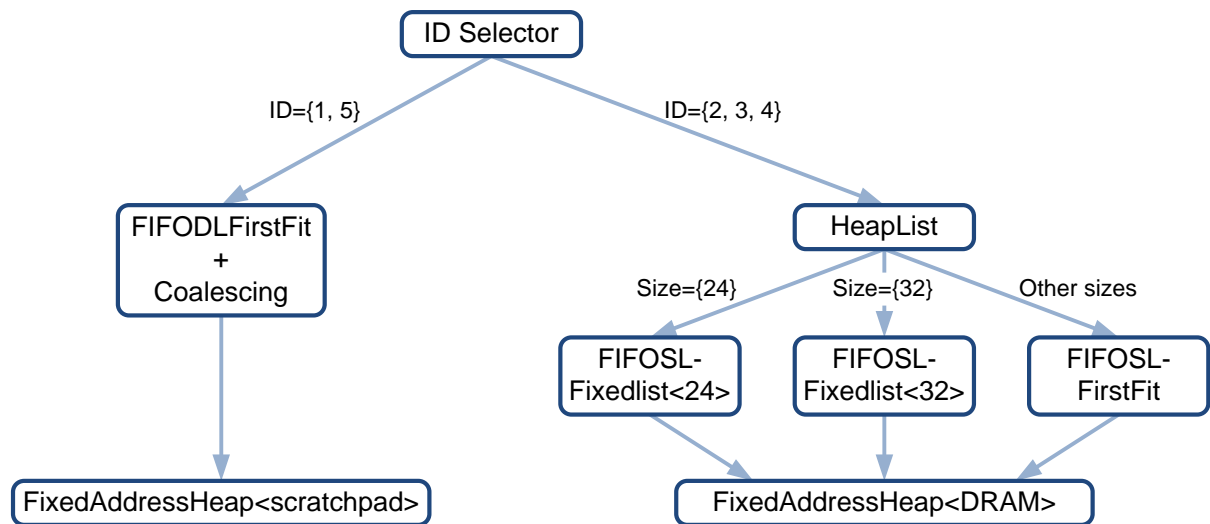 ID Selector
ID={1, 5}
ID={2, 3, 4}
FIFODLFirstFit
+
Coalescing
HeapList
Size={24}
Size={32}
Other sizes
FIFOSL-
Fixedlist<24>
FIFOSL-
Fixedlist<32>
FIFOSL-
FirstFit
FixedAddressHeap<scratchpad>
FixedAddressHeap<DRAM>